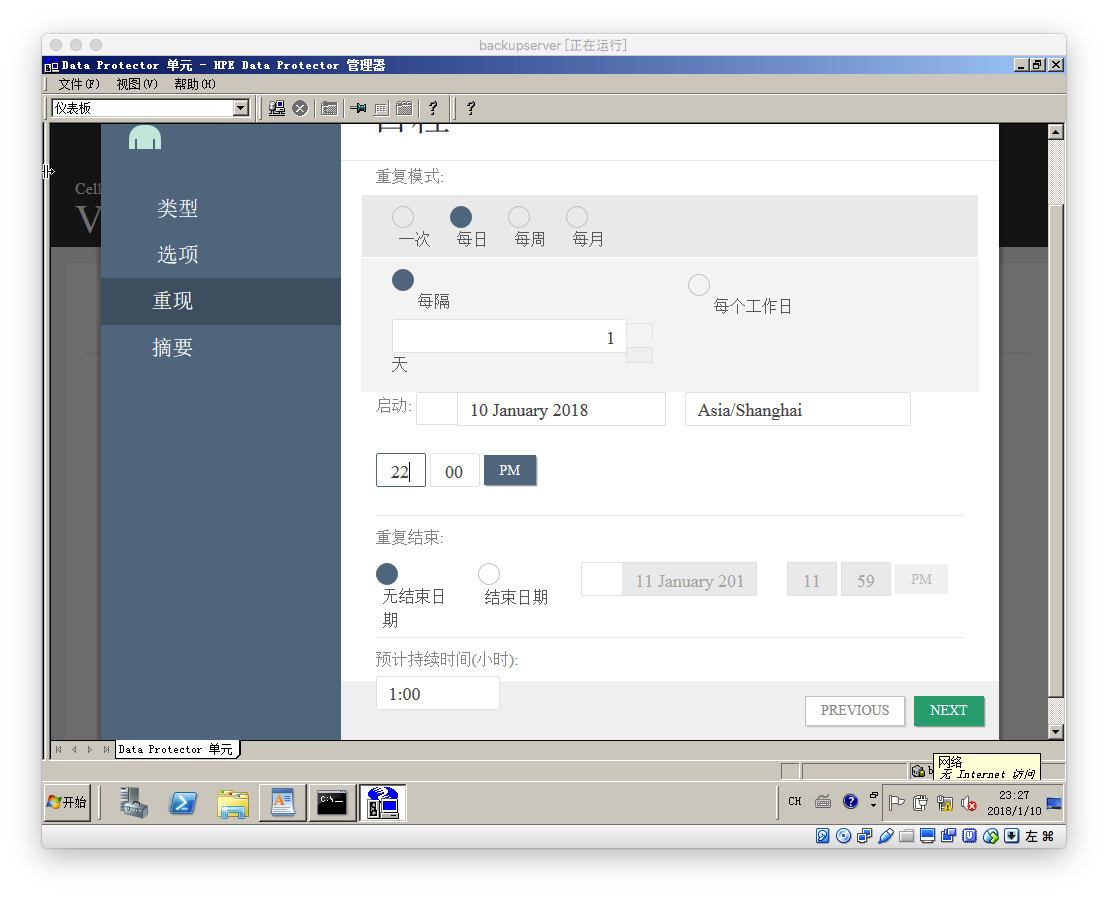 backupserver [正在运行]
Data Protector 单元 - HPE Data Protector 管理器
文件(F) 视图(V) 帮助(H)
仪表板
? ?
Cell
V
日程
类型
选项
重现
摘要
重复模式:
一次 每日 每周 每月
每隔 每个工作日
1
天
启动: 10 January 2018 Asia/Shanghai
22 00 PM
重复结束:
无结束日期 结束日期 11 January 201 11 59 PM
预计持续时间(小时):
1:00
PREVIOUS NEXT
Data Protector 单元
b
网络
无 Internet 访问
开始
C:\
CH
23:27
2018/1/10
左 ⌘